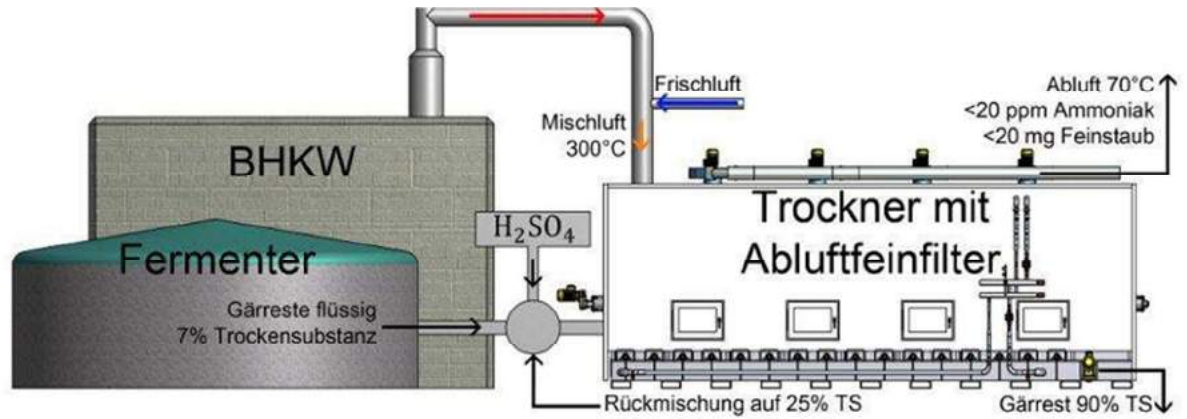 Frischluft
Mischluft
300°C
Abluft 70°C
<20 ppm Ammoniak
<20 mg Feinstaub
BHKW
H₂SO₄
Trockner mit
Abluftfeinfilter
Fermenter
Gärreste flüssig
7% Trockensubstanz
Rückmischung auf 25% TS
Gärrest 90% TS